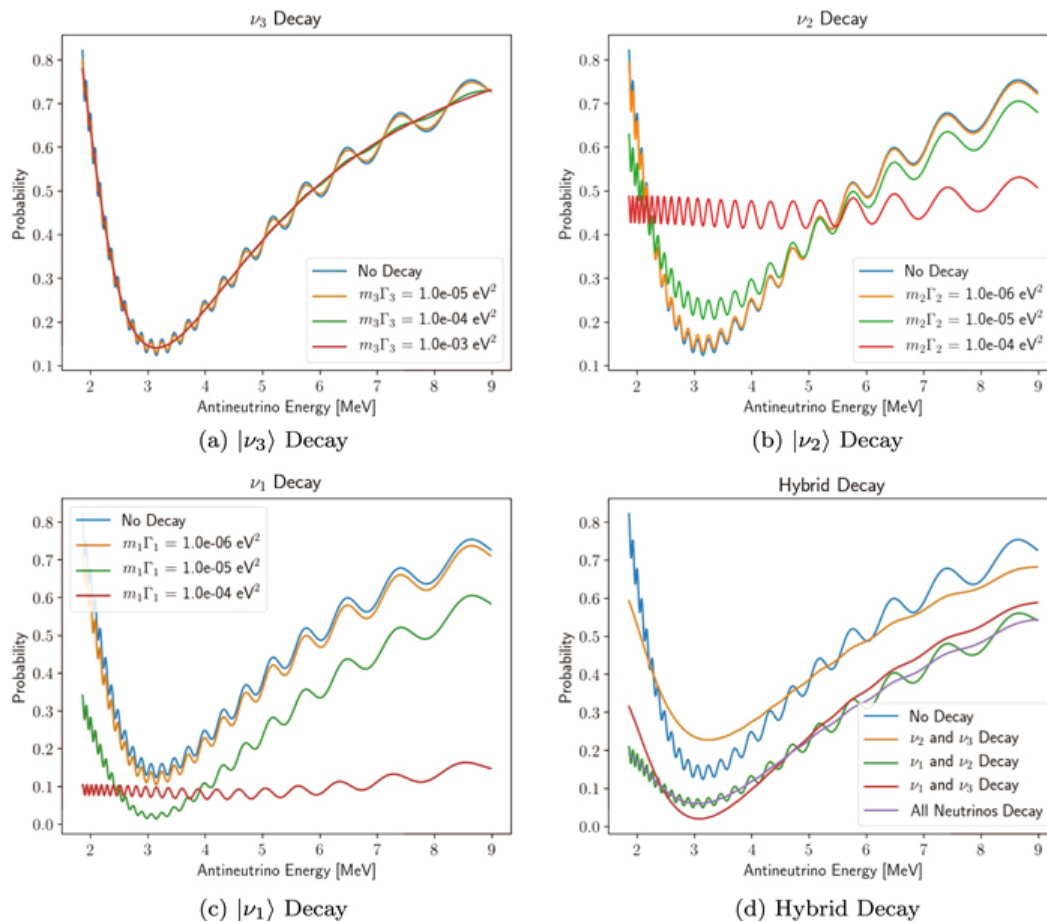 ν₃ Decay
Probability
0.8
0.7
0.6
0.5
0.4
0.3
0.2
0.1
No Decay
m₃Γ₃ = 1.0e-05 eV²
m₃Γ₃ = 1.0e-04 eV²
m₃Γ₃ = 1.0e-03 eV²
2 3 4 5 6 7 8 9
Antineutrino Energy [MeV]
(a) |ν₃⟩ Decay
ν₂ Decay
Probability
0.8
0.7
0.6
0.5
0.4
0.3
0.2
0.1
No Decay
m₂Γ₂ = 1.0e-06 eV²
m₂Γ₂ = 1.0e-05 eV²
m₂Γ₂ = 1.0e-04 eV²
2 3 4 5 6 7 8 9
Antineutrino Energy [MeV]
(b) |ν₂⟩ Decay
ν₁ Decay
Probability
0.8
0.7
0.6
0.5
0.4
0.3
0.2
0.1
0.0
No Decay
m₁Γ₁ = 1.0e-06 eV²
m₁Γ₁ = 1.0e-05 eV²
m₁Γ₁ = 1.0e-04 eV²
2 3 4 5 6 7 8 9
Antineutrino Energy [MeV]
(c) |ν₁⟩ Decay
Hybrid Decay
Probability
0.8
0.7
0.6
0.5
0.4
0.3
0.2
0.1
0.0
No Decay
ν₂ and ν₃ Decay
ν₁ and ν₂ Decay
ν₁ and ν₃ Decay
All Neutrinos Decay
2 3 4 5 6 7 8 9
Antineutrino Energy [MeV]
(d) Hybrid Decay